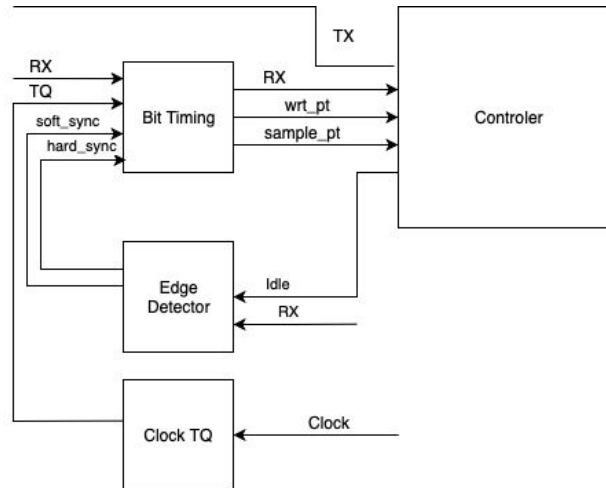 TX
RX
TQ
soft_sync
hard_sync
Bit Timing
RX
wrt_pt
sample_pt
Controler
Edge
Detector
Idle
RX
Clock TQ
Clock